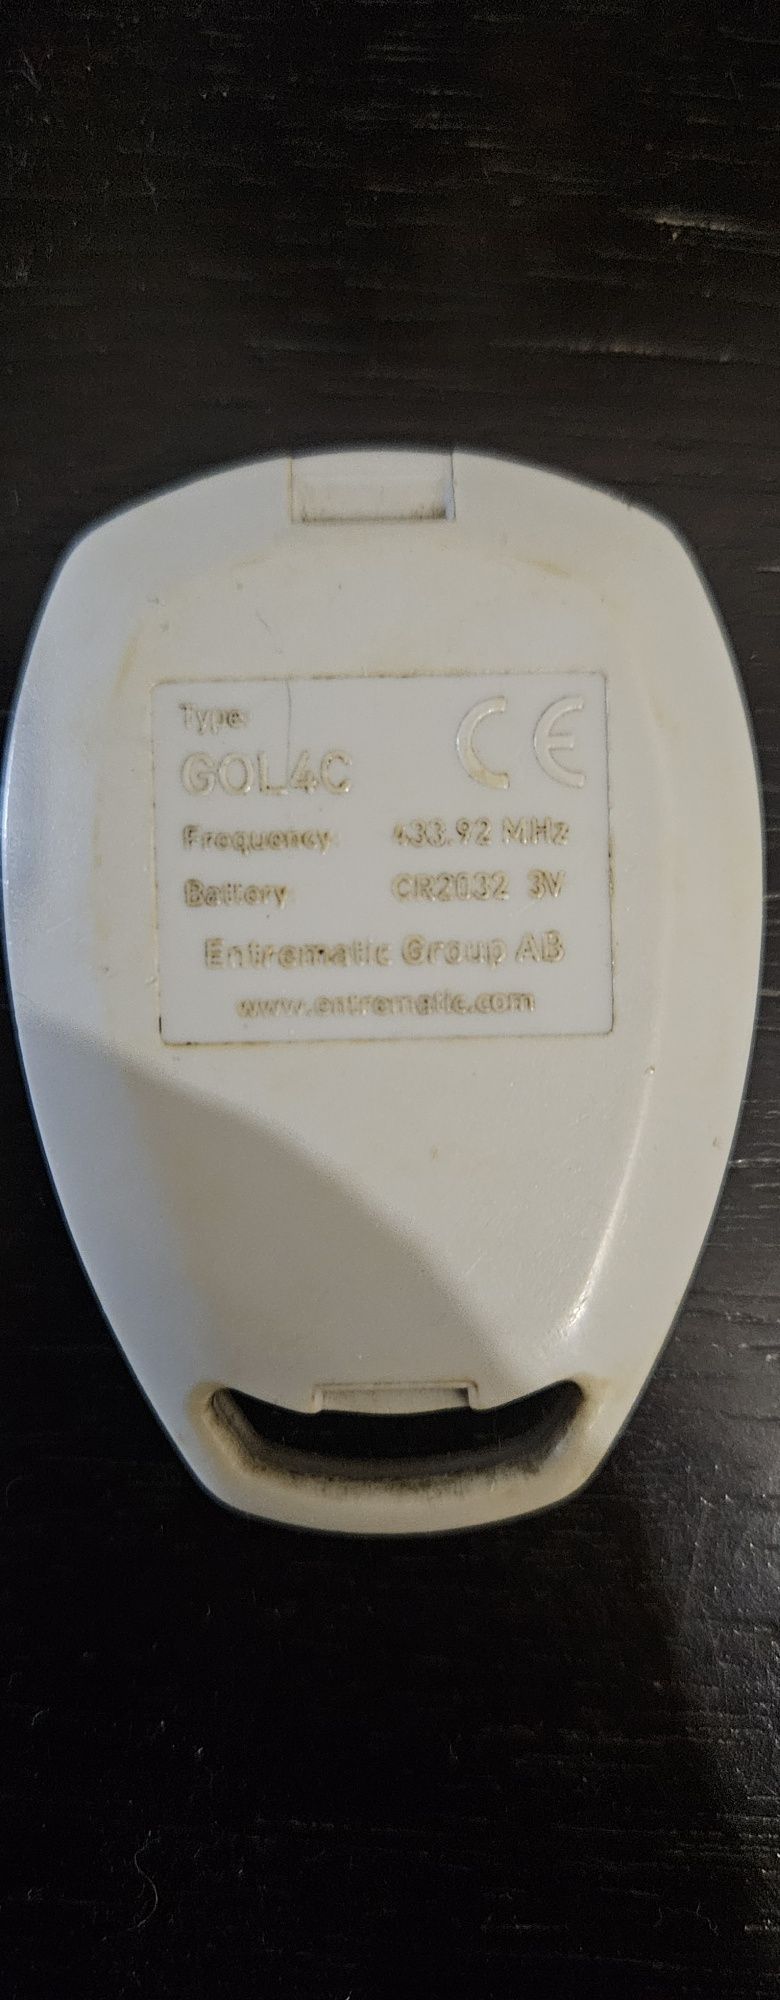 Type:
GOL4C CE
Frequency: 433.92 MHz
Battery: CR2032 3V
Entrematic Group AB
www.entrematic.com